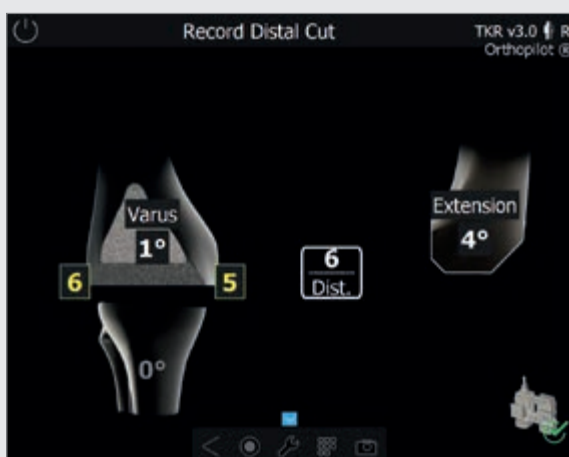 Record Distal Cut
TKR v3.0 R
Orthopilot ®
Varus
1°
Extension
4°
6
5
6
Dist.
0°